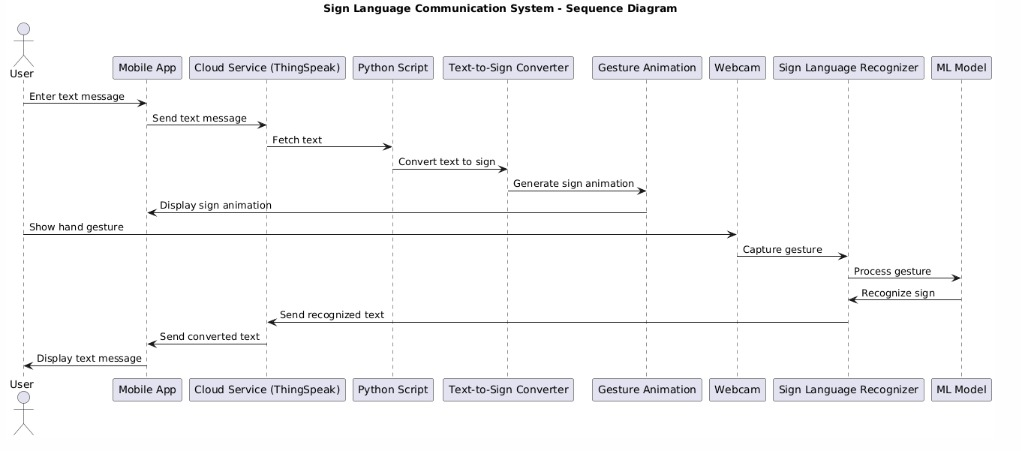 Sign Language Communication System - Sequence Diagram
User
Mobile App
Cloud Service (ThingSpeak)
Python Script
Text-to-Sign Converter
Gesture Animation
Webcam
Sign Language Recognizer
ML Model
Enter text message
Send text message
Fetch text
Convert text to sign
Generate sign animation
Display sign animation
Show hand gesture
Capture gesture
Process gesture
Recognize sign
Send recognized text
Send converted text
Display text message
User
Mobile App
Cloud Service (ThingSpeak)
Python Script
Text-to-Sign Converter
Gesture Animation
Webcam
Sign Language Recognizer
ML Model